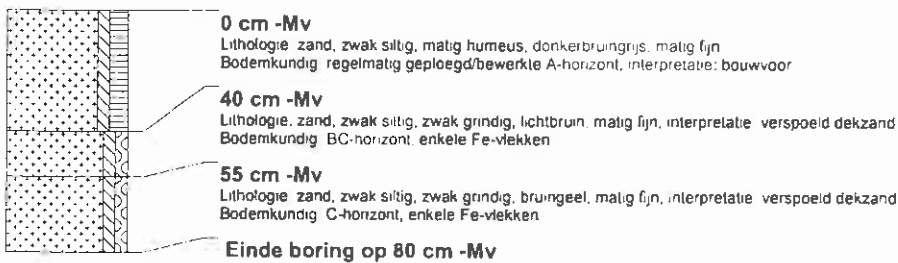 0 cm -Mv
Lithologie: zand, zwak siltig, matig humeus, donkerbruingrijs, matig fijn
Bodemkundig: regelmatig geploegd/bewerkte A-horizont, interpretatie: bouwvoor
40 cm -Mv
Lithologie: zand, zwak siltig, zwak grindig, lichtbruin, matig fijn, interpretatie: verspoeld dekzand
Bodemkundig: BC-horizont, enkele Fe-vlekken
55 cm -Mv
Lithologie: zand, zwak siltig, zwak grindig, bruingeel, matig fijn, interpretatie: verspoeld dekzand
Bodemkundig: C-horizont, enkele Fe-vlekken
Einde boring op 80 cm -Mv